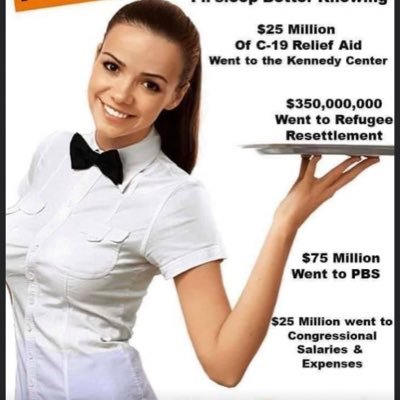 Sleep Better Knowing
$25 Million
Of C-19 Relief Aid
Went to the Kennedy Center
$350,000,000
Went to Refugee
Resettlement
$75 Million
Went to PBS
$25 Million went to
Congressional
Salaries &
Expenses